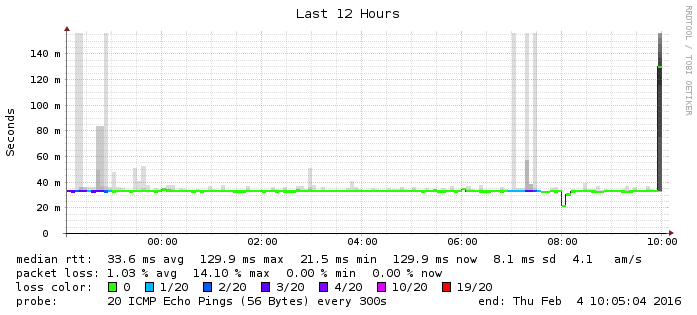 Last 12 Hours
RRDTOOL / TOBI OETIKER
Seconds
140 m
120 m
100 m
80 m
60 m
40 m
20 m
0
00:00 02:00 04:00 06:00 08:00 10:00
median rtt: 33.6 ms avg 129.9 ms max 21.5 ms min 129.9 ms now 8.1 ms sd 4.1 am/s
packet loss: 1.03 % avg 14.10 % max 0.00 % min 0.00 % now
loss color: 0 1/20 2/20 3/20 4/20 10/20 19/20
probe: 20 ICMP Echo Pings (56 Bytes) every 300s end: Thu Feb 4 10:05:04 2016